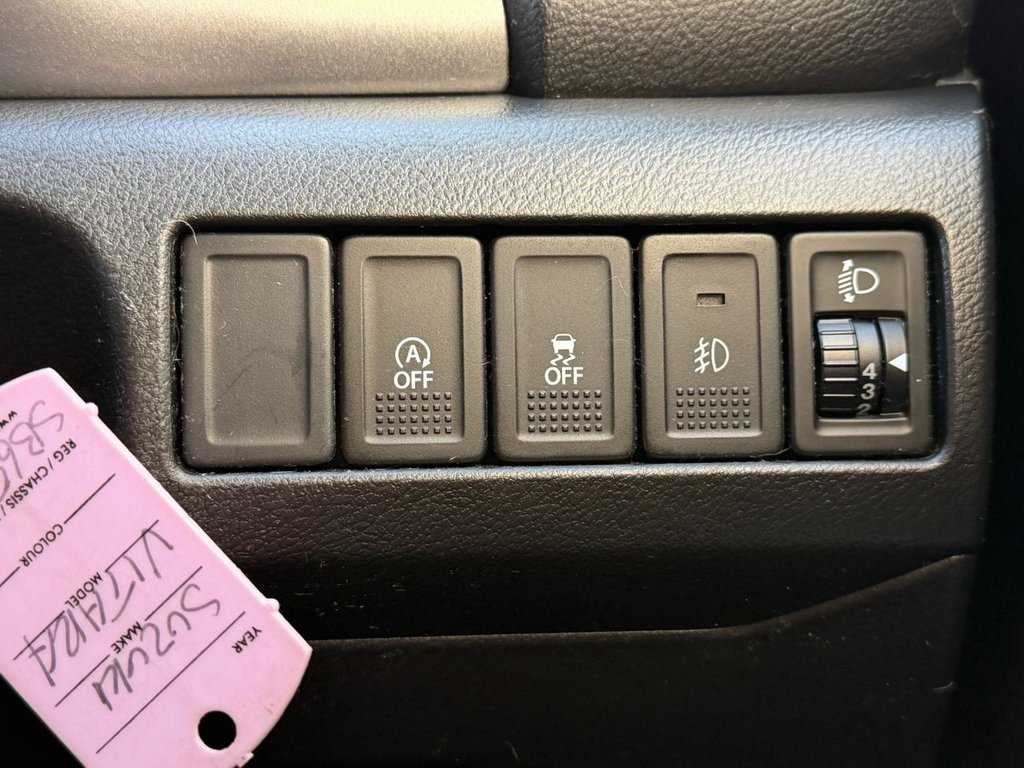 A
OFF
OFF
4
3
2
YEAR
SUZUKI
MAKE
VITARA
MODEL
COLOUR
REG / CHASSIS /